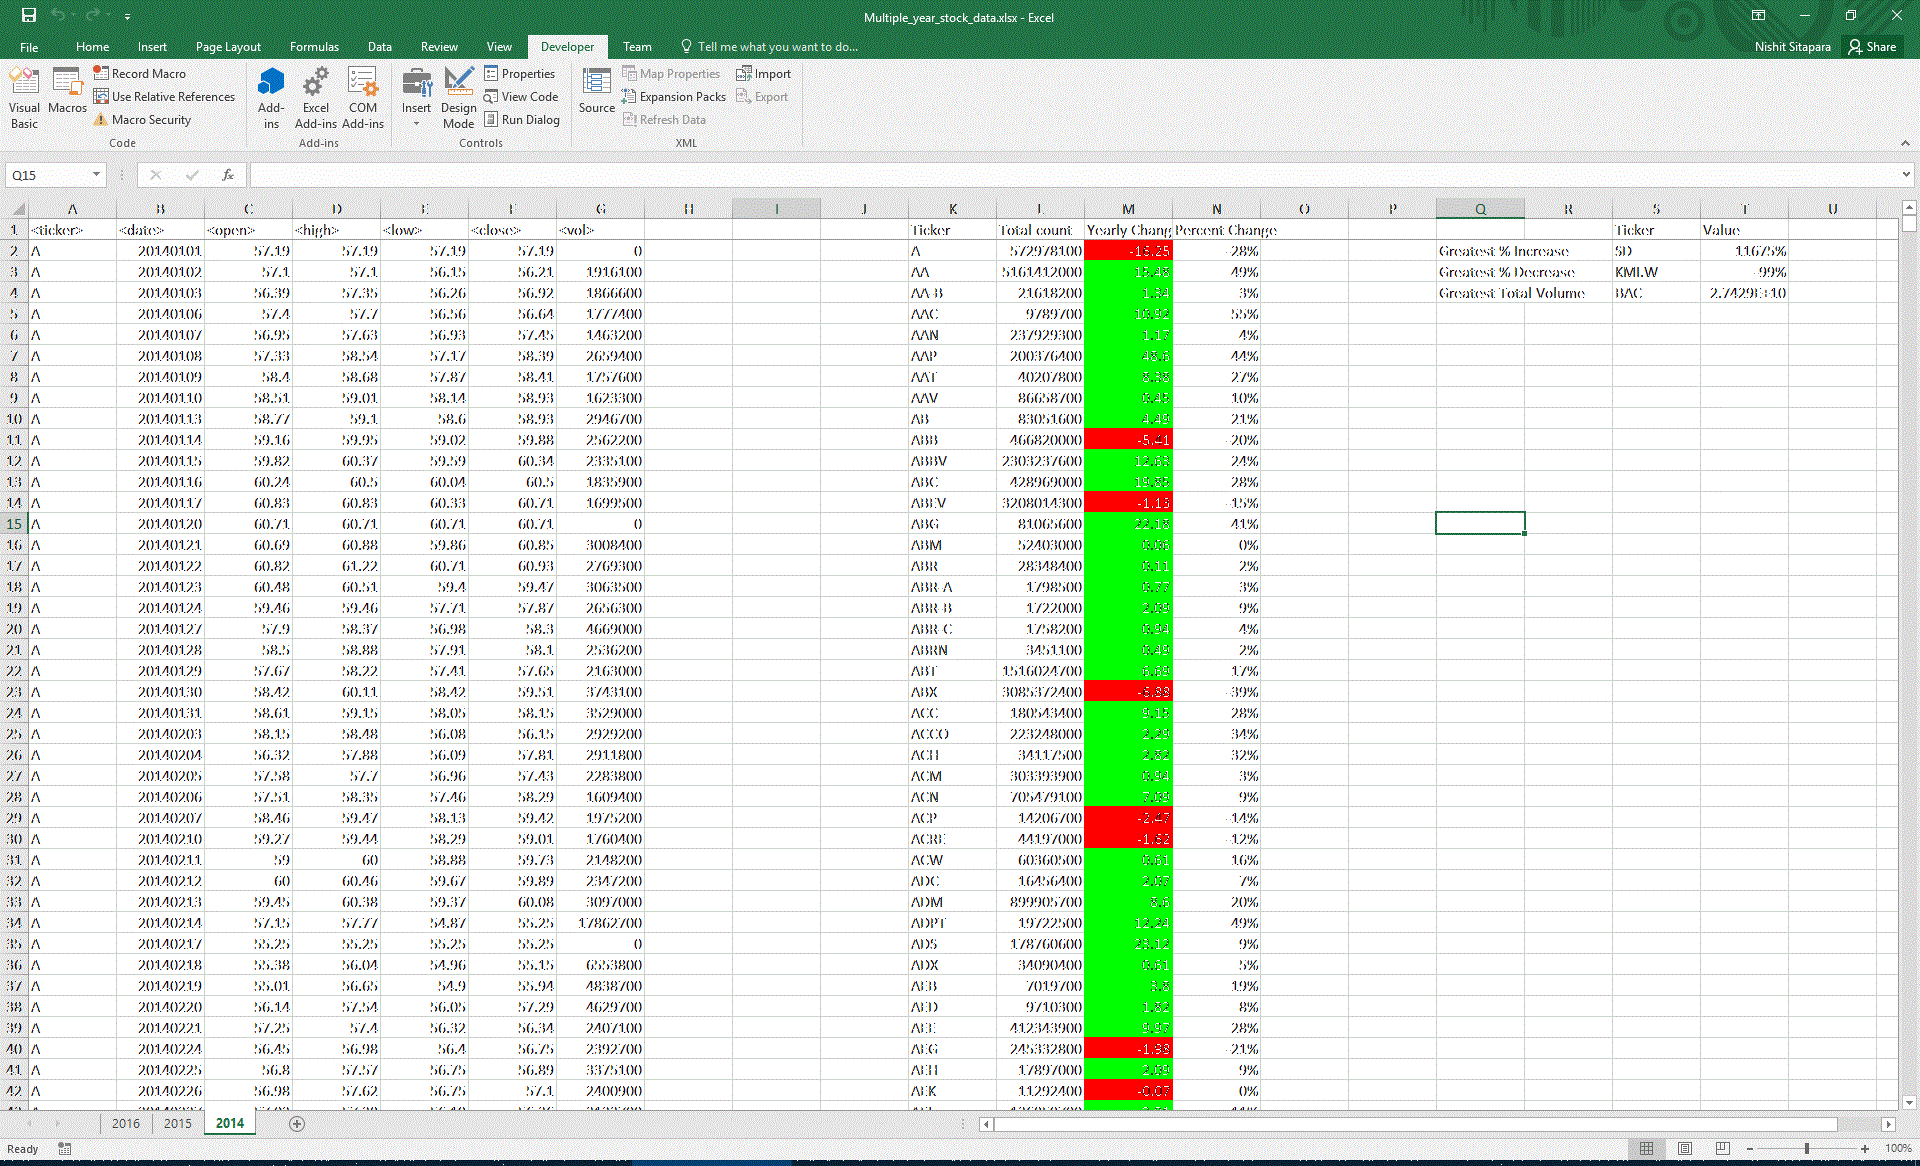 Multiple_year_stock_data.xlsx - Excel
File Home Insert Page Layout Formulas Data Review View Developer Team Tell me what you want to do... Nishit Sitapara Share
Visual Basic Macros Record Macro Use Relative References Macro Security Add-ins Excel Add-ins COM Add-ins Insert Design Mode Properties View Code Run Dialog Source Map Properties Expansion Packs Refresh Data Import Export
Code Add-ins Controls XML
Q15 fx
A B C D E F G H I J K L M N O P Q R S T U
1 <ticker> <date> <open> <high> <low> <close> <vol> Ticker Total count Yearly Chang Percent Change Ticker Value
2 A 20140101 57.19 57.19 57.19 57.19 0 A 572978100 -16.25 -28% Greatest % Increase SD 11675%
3 A 20140102 57.1 57.1 56.15 56.21 1916100 AA 5161412000 49% Greatest % Decrease KMI.W -99%
4 A 20140103 56.39 57.35 56.26 56.92 1866600 AA-B 21618200 3% Greatest Total Volume BAC 2.7429E+10
5 A 20140106 57.4 57.7 56.56 56.64 1777400 AAC 9789700 10.92 55%
6 A 20140107 56.95 57.63 56.93 57.45 1463200 AAN 237929300 1.17 4%
7 A 20140108 57.33 58.54 57.17 58.39 2659400 AAP 200376400 48.6 44%
8 A 20140109 58.4 58.68 57.87 58.41 1757600 AAT 40207800 27%
9 A 20140110 58.51 59.01 58.14 58.93 1623300 AAV 86658700 0.45 10%
10 A 20140113 58.77 59.1 58.6 58.93 2946700 AB 83051600 4.49 21%
11 A 20140114 59.16 59.95 59.02 59.88 2562200 ABB 466820000 -5.41 -20%
12 A 20140115 59.82 60.37 59.59 60.34 2335100 ABBV 2303237600 24%
13 A 20140116 60.24 60.5 60.04 60.5 1835900 ABC 428969000 28%
14 A 20140117 60.83 60.83 60.33 60.71 1699500 ABEV 3208014300 -15%
15 A 20140120 60.71 60.71 60.71 60.71 0 ABG 81065600 22.18 41%
16 A 20140121 60.69 60.88 59.86 60.85 3008400 ABM 52403000 0%
17 A 20140122 60.82 61.22 60.71 60.93 2769300 ABR 28348400 0.11 2%
18 A 20140123 60.48 60.51 59.4 59.47 3063500 ABR-A 1798500 0.77 3%
19 A 20140124 59.46 59.46 57.71 57.87 2656300 ABR-B 1722000 2.09 9%
20 A 20140127 57.9 58.37 56.98 58.3 4669000 ABR-C 1758200 0.94 4%
21 A 20140128 58.5 58.88 57.91 58.1 2536200 ABRN 3451100 0.49 2%
22 A 20140129 57.67 58.22 57.41 57.65 2163000 ABT 1516024700 17%
23 A 20140130 58.42 60.11 58.42 59.51 3743100 ABX 3085372400 -39%
24 A 20140131 58.61 59.15 58.05 58.15 3529000 ACC 180543400 9.15 28%
25 A 20140203 58.15 58.48 56.08 56.15 2929200 ACCO 223248000 2.29 34%
26 A 20140204 56.32 57.88 56.09 57.81 2911800 ACH 34117500 2.82 32%
27 A 20140205 57.58 57.7 56.96 57.43 2283800 ACM 303393900 0.94 3%
28 A 20140206 57.51 58.35 57.46 58.29 1609400 ACN 705479100 7.09 9%
29 A 20140207 58.46 59.47 58.13 59.42 1975200 ACP 14206700 -2.47 -14%
30 A 20140210 59.27 59.44 58.29 59.01 1760400 ACRE 44197000 -12%
31 A 20140211 59 60 58.88 59.73 2148200 ACW 60360500 16%
32 A 20140212 60 60.46 59.67 59.89 2347200 ADC 16456400 2.07 7%
33 A 20140213 59.45 60.38 59.37 60.08 3097000 ADM 899905700 8.6 20%
34 A 20140214 57.15 57.77 54.87 55.25 17862700 ADPT 19722500 12.24 49%
35 A 20140217 55.25 55.25 55.25 55.25 0 ADS 178760600 23.12 9%
36 A 20140218 55.38 56.04 54.96 55.15 6553800 ADX 34090400 5%
37 A 20140219 55.01 56.65 54.9 55.94 4838700 AEB 7019700 3.8 19%
38 A 20140220 56.14 57.54 56.05 57.29 4629700 AED 9710300 1.82 8%
39 A 20140221 57.25 57.4 56.32 56.34 2407100 AEE 412343900 9.97 28%
40 A 20140224 56.45 56.98 56.4 56.75 2392700 AEG 245332800 -21%
41 A 20140225 56.8 57.57 56.75 56.89 3375100 AEH 17897000 2.09 9%
42 A 20140226 56.98 57.62 56.75 57.1 2400900 AEK 11292400 -0.07 0%
2016 2015 2014
Ready 100%